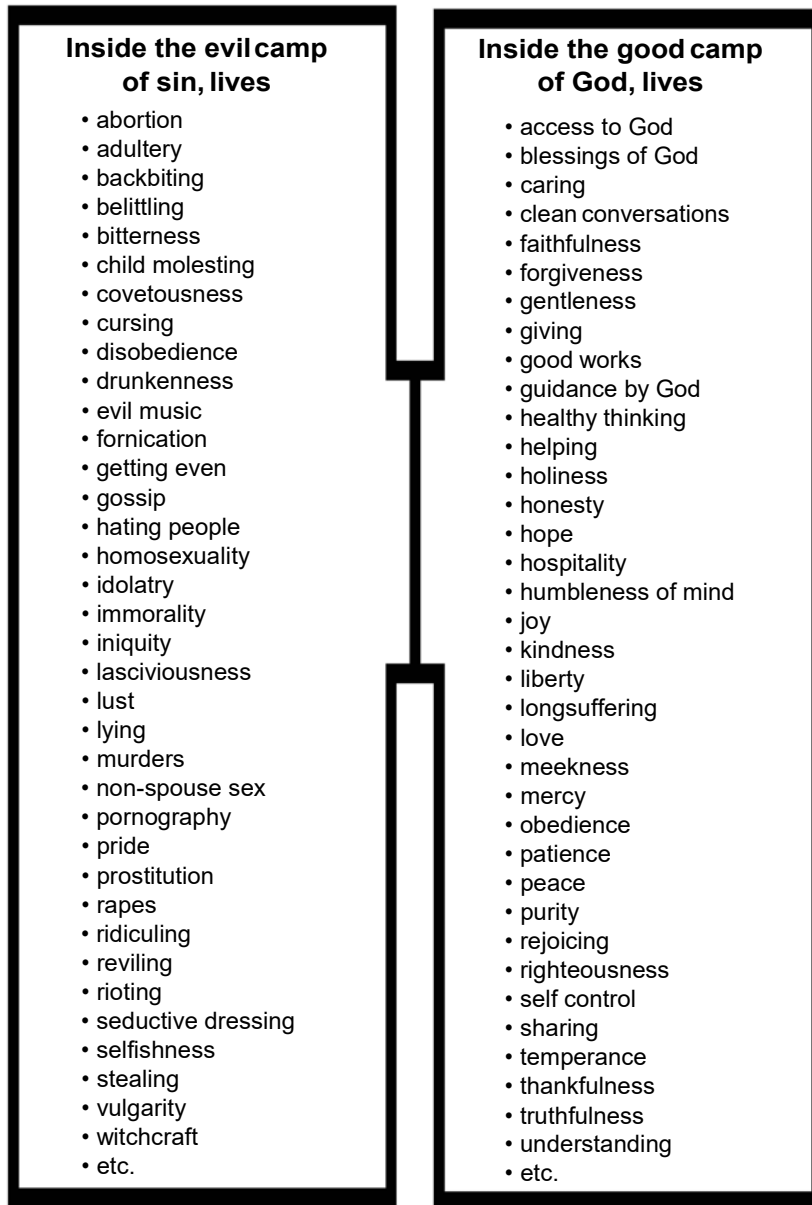 Inside the evil camp
of sin, lives
• abortion
• adultery
• backbiting
• belittling
• bitterness
• child molesting
• covetousness
• cursing
• disobedience
• drunkenness
• evil music
• fornication
• getting even
• gossip
• hating people
• homosexuality
• idolatry
• immorality
• iniquity
• lasciviousness
• lust
• lying
• murders
• non-spouse sex
• pornography
• pride
• prostitution
• rapes
• ridiculing
• reviling
• rioting
• seductive dressing
• selfishness
• stealing
• vulgarity
• witchcraft
• etc.
Inside the good camp
of God, lives
• access to God
• blessings of God
• caring
• clean conversations
• faithfulness
• forgiveness
• gentleness
• giving
• good works
• guidance by God
• healthy thinking
• helping
• holiness
• honesty
• hope
• hospitality
• humbleness of mind
• joy
• kindness
• liberty
• longsuffering
• love
• meekness
• mercy
• obedience
• patience
• peace
• purity
• rejoicing
• righteousness
• self control
• sharing
• temperance
• thankfulness
• truthfulness
• understanding
• etc.